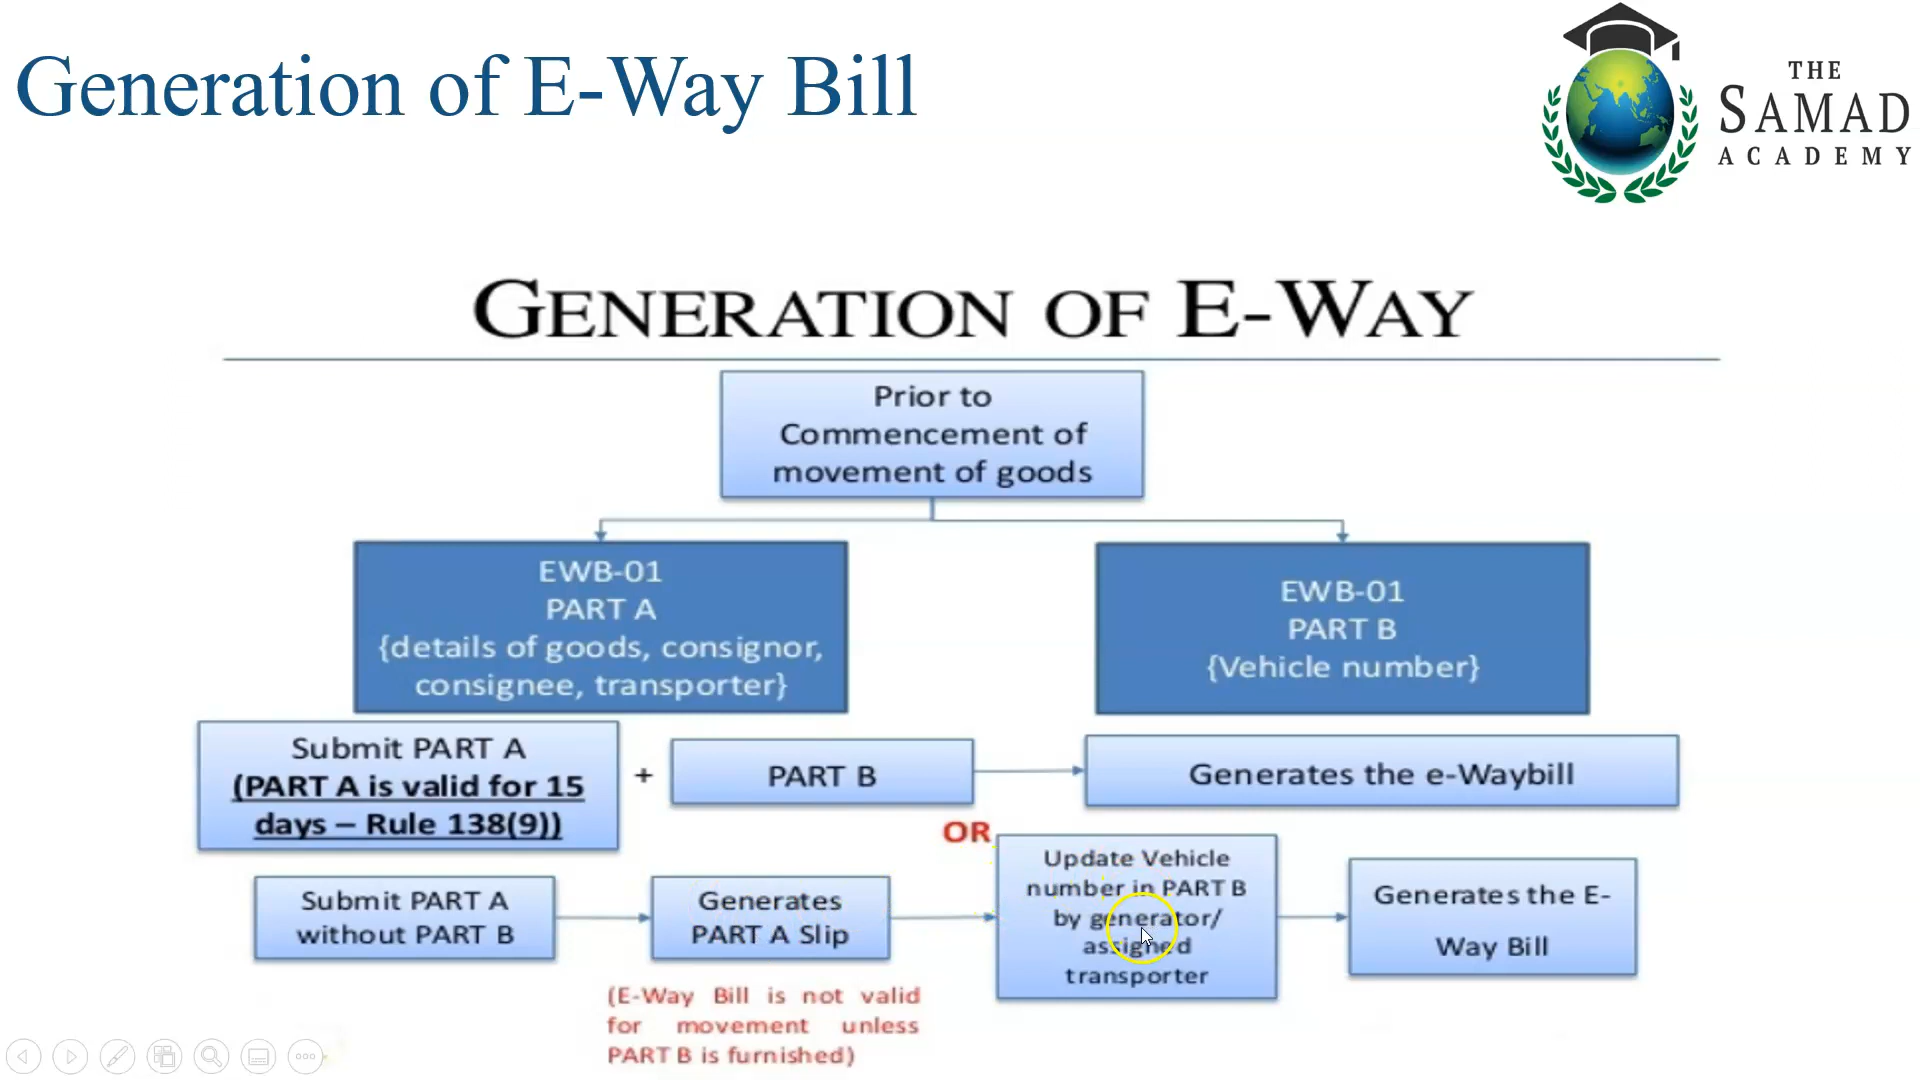 Generation of E-Way Bill
THE
SAMAD
ACADEMY
GENERATION OF E-WAY
Prior to
Commencement of
movement of goods
EWB-01
PART A
{details of goods, consignor,
consignee, transporter}
EWB-01
PART B
{Vehicle number}
Submit PART A
(PART A is valid for 15
days – Rule 138(9))
+
PART B
Generates the e-Waybill
OR
Submit PART A
without PART B
Generates
PART A Slip
Update Vehicle
number in PART B
by generator/
assigned
transporter
Generates the E-
Way Bill
(E-Way Bill is not valid
for movement unless
PART B is furnished)